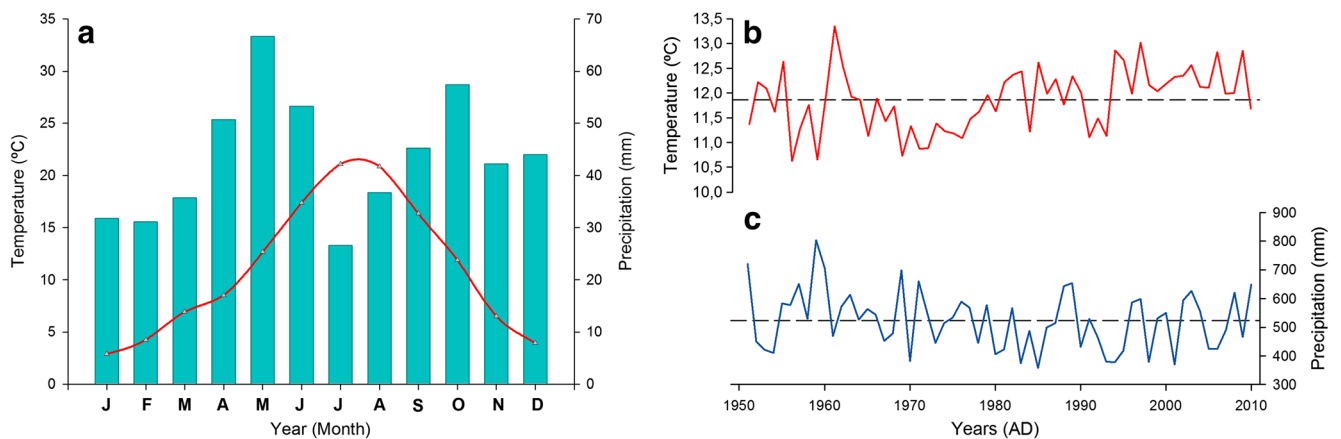 a
Temperature (ºC)
35
30
25
20
15
10
5
0
70
60
50
40
30
20
10
0
Precipitation (mm)
J F M A M J J A S O N D
Year (Month)
b
Temperature (ºC)
13,5
13,0
12,5
12,0
11,5
11,0
10,5
10,0
c
900
800
700
600
500
400
300
Precipitation (mm)
1950 1960 1970 1980 1990 2000 2010
Years (AD)